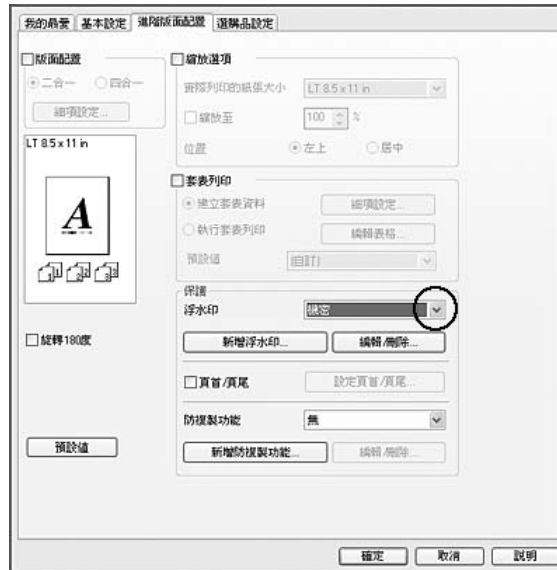 我的最愛 基本設定 進階版面配置 選購品設定
版面配置
二合一 四合一
細項設定...
LT 8.5 x 11 in
A
1 1 2 2 3 3
旋轉180度
預設值
縮放選項
實際列印的紙張大小 LT 8.5 x 11 in
縮放至 100 %
位置 左上 居中
套表列印
建立套表資料 細項設定...
執行套表列印 編輯表格...
預設值 (自訂)
保護
浮水印 機密
新增浮水印... 編輯/刪除...
頁首/頁尾 設定頁首/頁尾...
防複製功能 無
新增防複製功能... 編輯/刪除...
確定 取消 說明